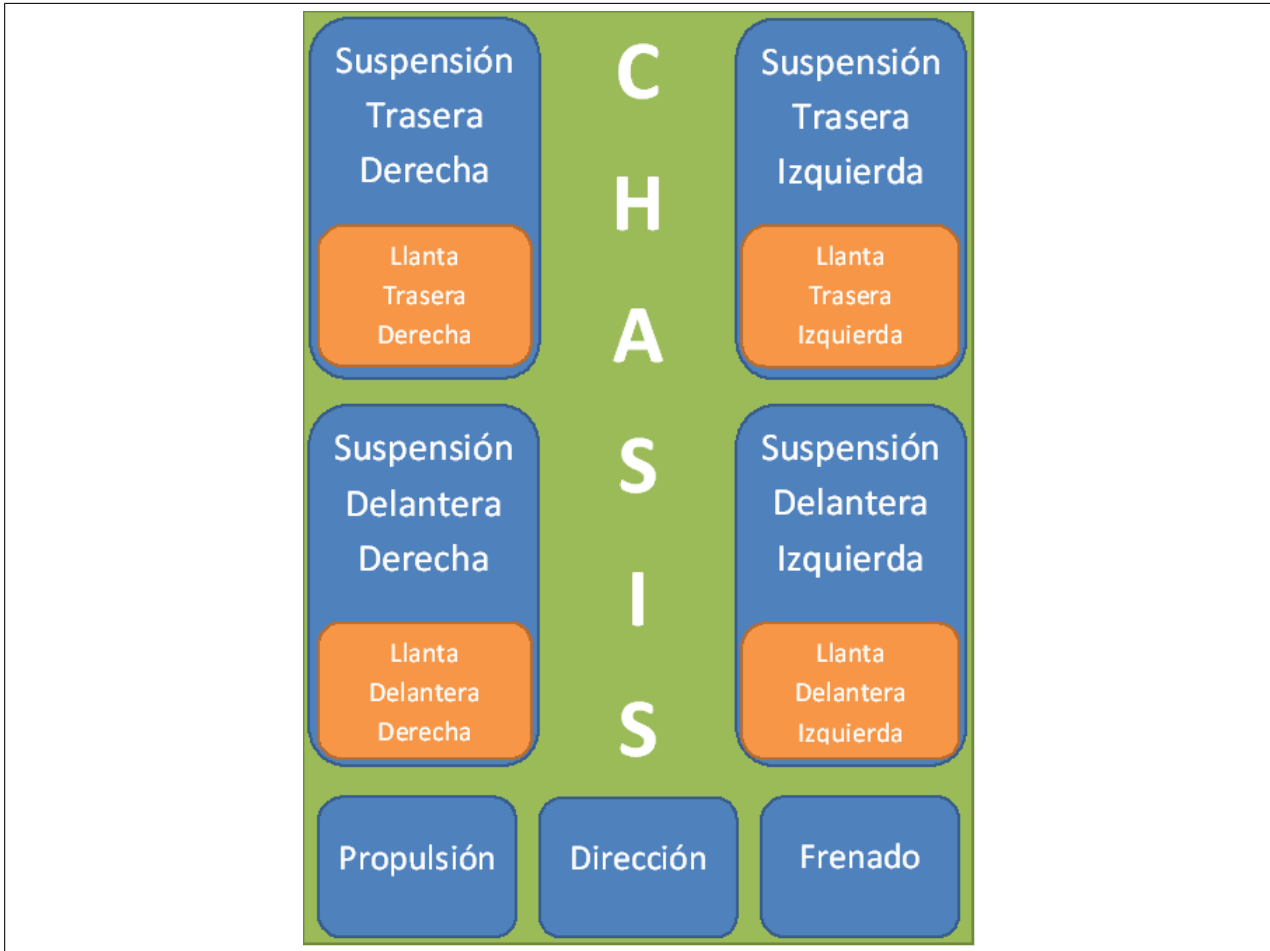 Suspensión
Trasera
Derecha
Llanta
Trasera
Derecha
C
H
A
S
I
S
Suspensión
Trasera
Izquierda
Llanta
Trasera
Izquierda
Suspensión
Delantera
Derecha
Llanta
Delantera
Derecha
Suspensión
Delantera
Izquierda
Llanta
Delantera
Izquierda
Propulsión
Dirección
Frenado